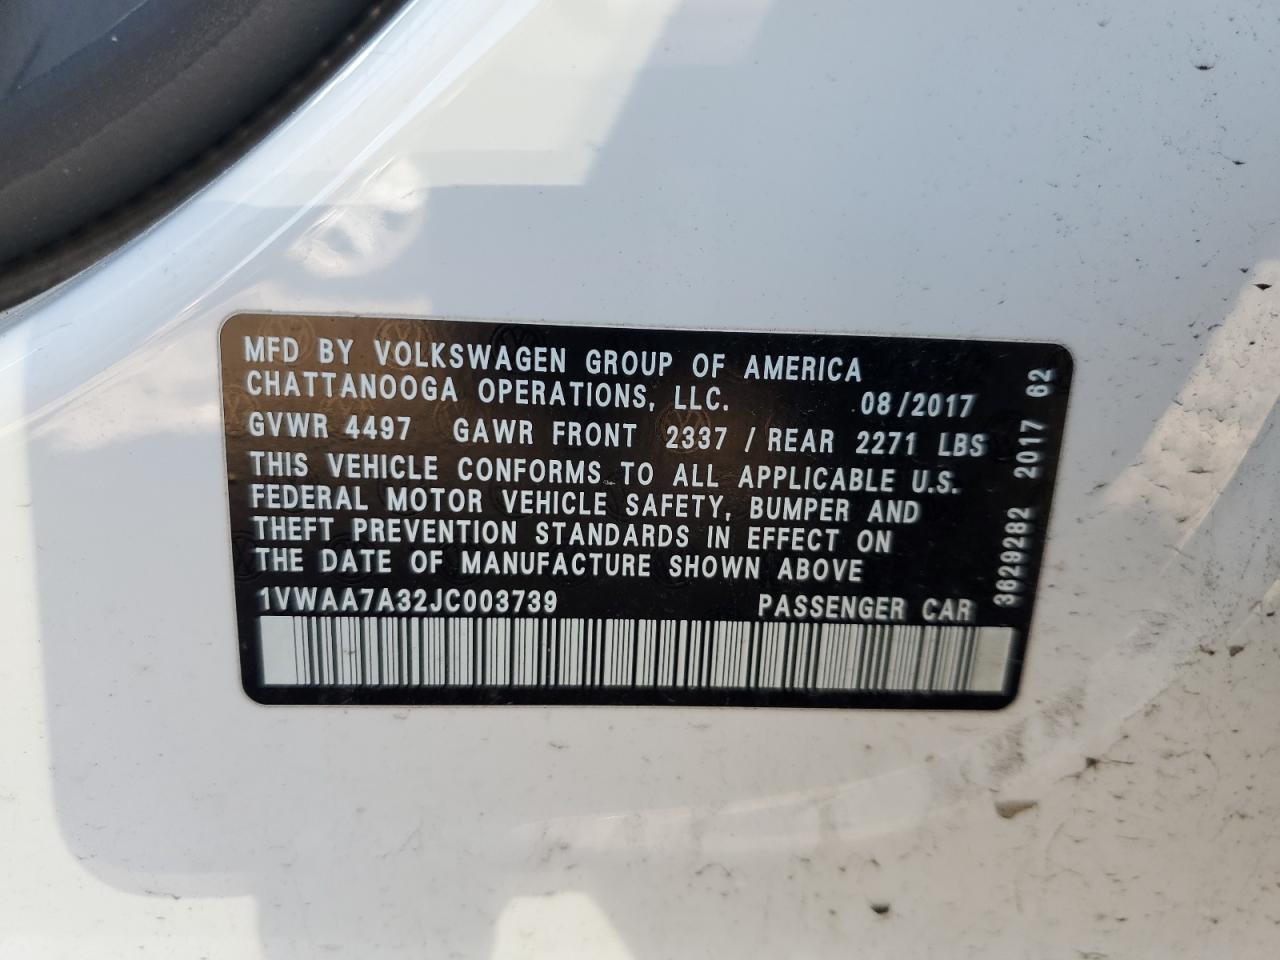 MFD BY VOLKSWAGEN GROUP OF AMERICA
CHATTANOOGA OPERATIONS, LLC. 08/2017
GVWR 4497 GAWR FRONT 2337 / REAR 2271 LBS
THIS VEHICLE CONFORMS TO ALL APPLICABLE U.S.
FEDERAL MOTOR VEHICLE SAFETY, BUMPER AND
THEFT PREVENTION STANDARDS IN EFFECT ON
THE DATE OF MANUFACTURE SHOWN ABOVE
1VWAA7A32JC003739 PASSENGER CAR
3629282 2017 62